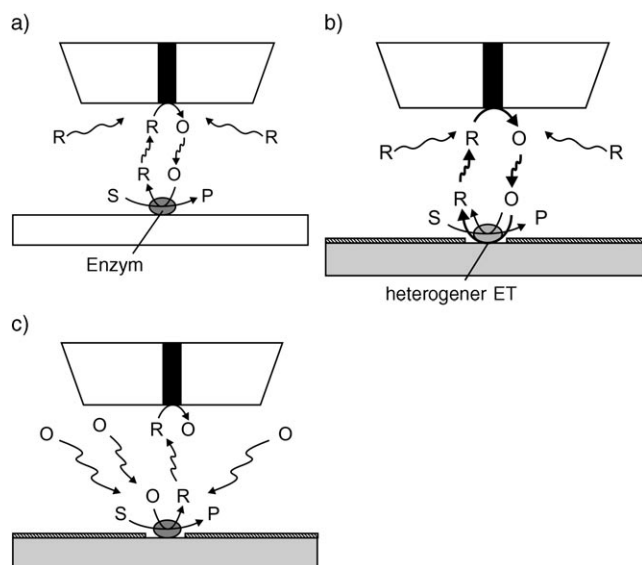 a)
R R O R
R O
S P
Enzym
b)
R R O R
R O
S P
heterogener ET
c)
O O R O O
O R
S P